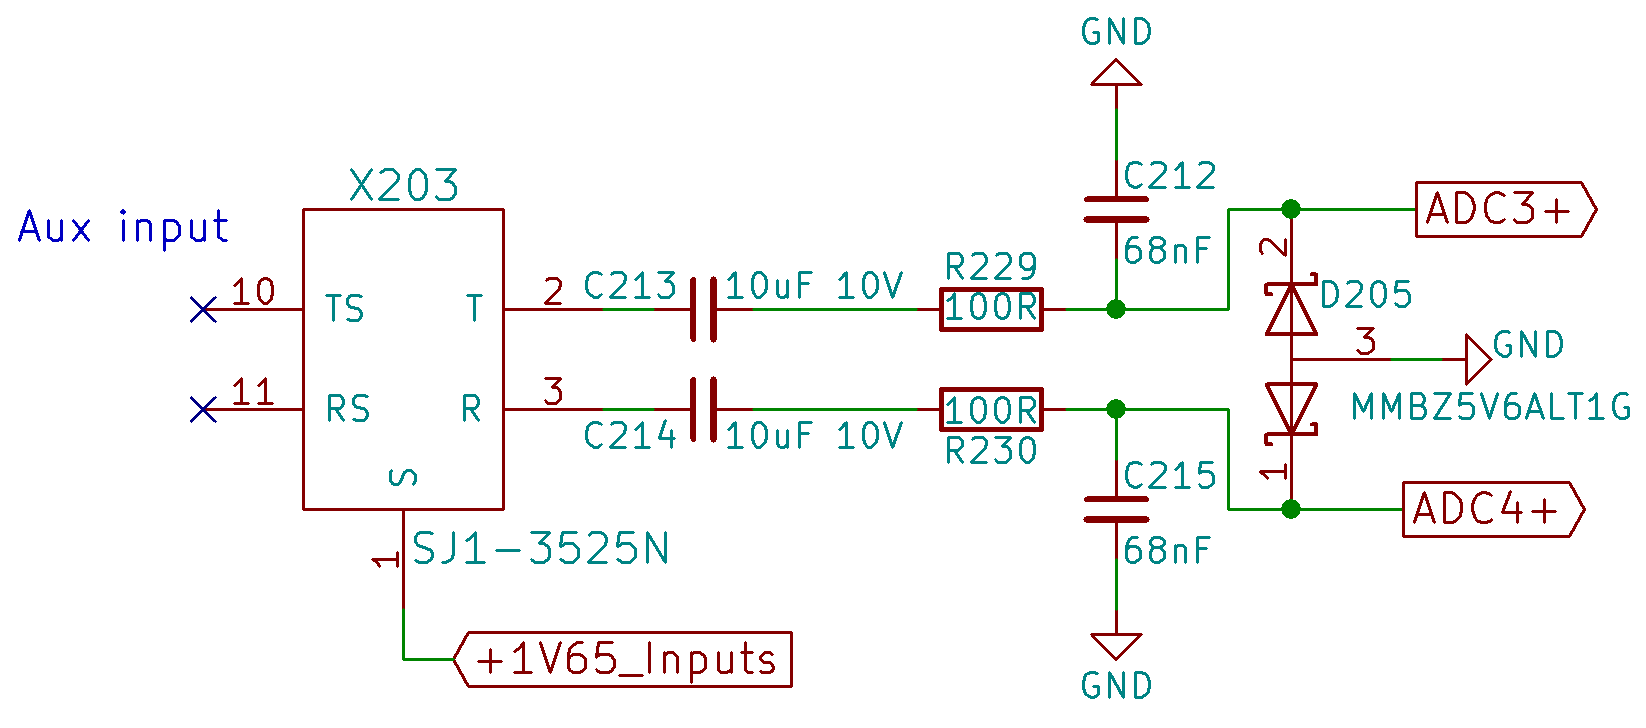 GND
X203
C212
Aux input
ADC3+
68nF
2
10
TS
T
2
C213
10uF 10V
R229
100R
D205
3
GND
11
RS
R
3
C214
10uF 10V
100R
R230
MMBZ5V6ALT1G
S
C215
1
ADC4+
1
SJ1-3525N
68nF
+1V65_Inputs
GND